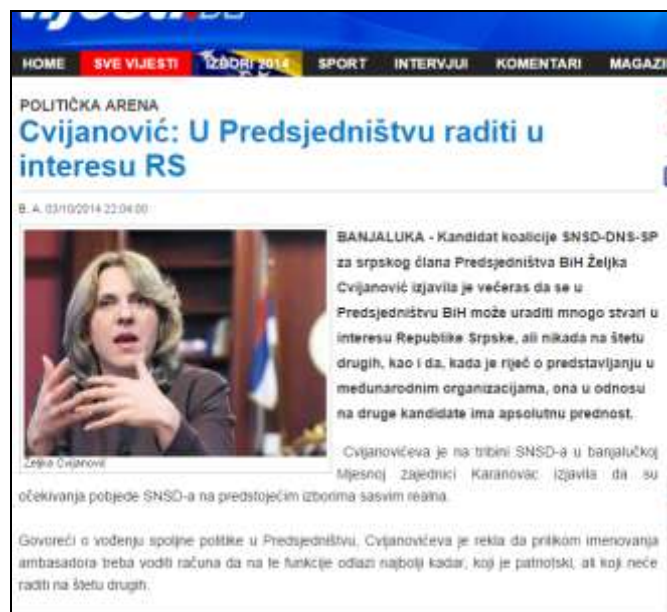 HOME SVE VIJESTI IZBORI 2014 SPORT INTERVJUI KOMENTARI MAGAZI
POLITIČKA ARENA
Cvijanović: U Predsjedništvu raditi u
interesu RS
B. A. 03/10/2014 22:04:00
BANJALUKA - Kandidat koalicije SNSD-DNS-SP
za srpskog člana Predsjedništva BiH Željka
Cvijanović izjavila je večeras da se u
Predsjedništvu BiH može uraditi mnogo stvari u
interesu Republike Srpske, ali nikada na štetu
drugih, kao i da, kada je riječ o predstavljanju u
međunarodnim organizacijama, ona u odnosu
na druge kandidate ima apsolutnu prednost.
Željka Cvijanović
Cvijanovićeva je na tribini SNSD-a u banjalučkoj
Mjesnoj zajednici Karanovac izjavila da su
očekivanja pobjede SNSD-a na predstojećim izborima sasvim realna.
Govoreći o vođenju spoljne politike u Predsjedništvu, Cvijanovićeva je rekla da prilikom imenovanja
ambasadora treba voditi računa da na te funkcije odlazi najbolji kadar, koji je patriotski, ali koji neće
raditi na štetu drugih.